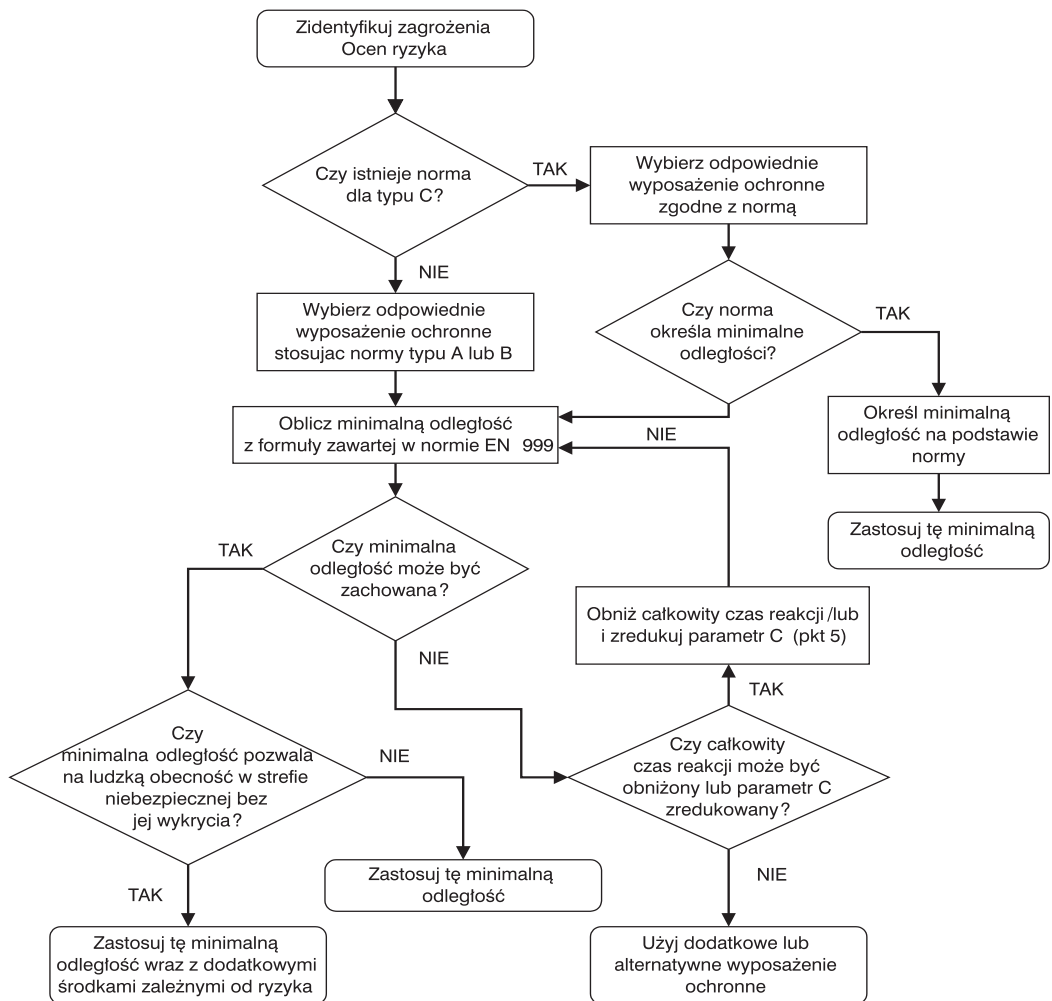 Zidentyfikuj zagrożenia
Ocen ryzyka
Czy istnieje norma
dla typu C?
TAK
Wybierz odpowiednie
wyposażenie ochronne
zgodne z normą
NIE
Wybierz odpowiednie
wyposażenie ochronne
stosujac normy typu A lub B
Czy norma
określa minimalne
odległości?
TAK
Oblicz minimalną odległość
z formuły zawartej w normie EN 999
NIE
Określ minimalną
odległość na podstawie
normy
Zastosuj tę minimalną
odległość
Czy minimalna
odległość może być
zachowana?
TAK
NIE
Obniż całkowity czas reakcji /lub
i zredukuj parametr C (pkt 5)
TAK
Czy
minimalna odległość pozwala
na ludzką obecność w strefie
niebezpiecznej bez
jej wykrycia?
NIE
Czy całkowity
czas reakcji może być
obniżony lub parametr C
zredukowany?
Zastosuj tę minimalną
odległość
TAK
NIE
Zastosuj tę minimalną
odległość wraz z dodatkowymi
środkami zależnymi od ryzyka
Użyj dodatkowe lub
alternatywne wyposażenie
ochronne